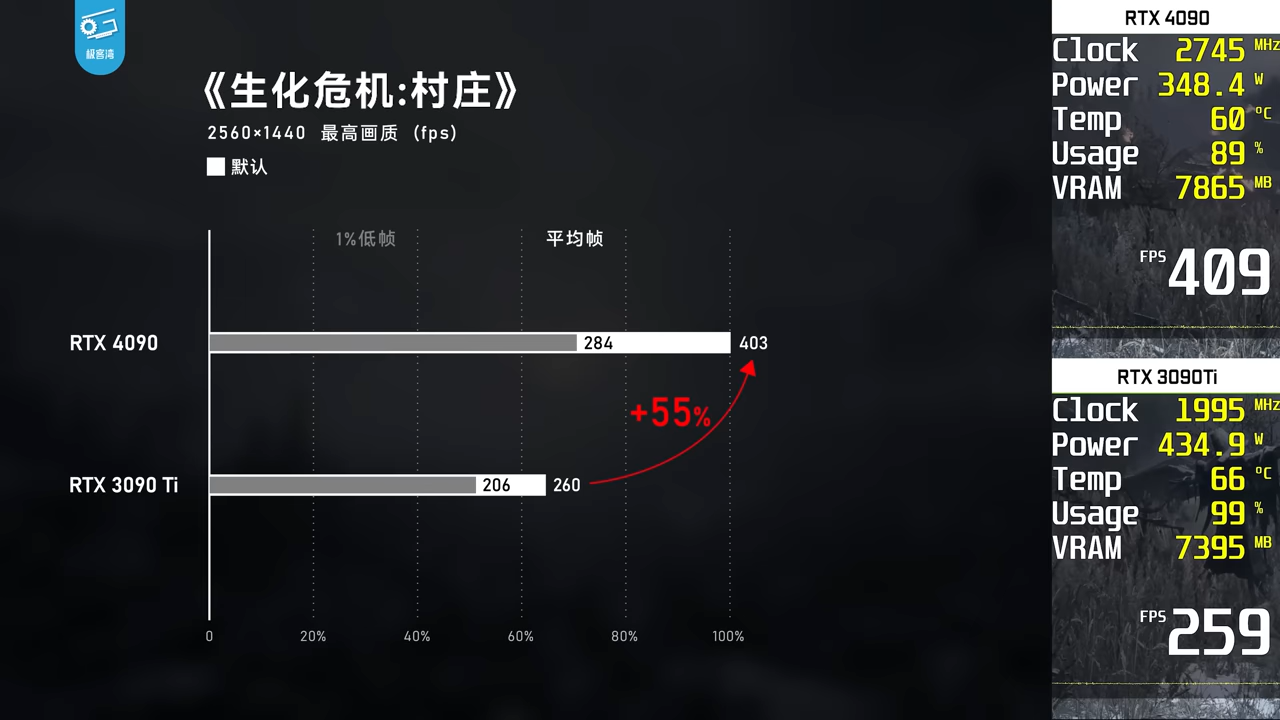 极客湾
《生化危机:村庄》
2560×1440 最高画质 (fps)
默认
1%低帧 平均帧
RTX 4090 284 403
+55%
RTX 3090 Ti 206 260
0 20% 40% 60% 80% 100%
RTX 4090
Clock 2745 MHz
Power 348.4 W
Temp 60 °C
Usage 89 %
VRAM 7865 MB
FPS 409
RTX 3090Ti
Clock 1995 MHz
Power 434.9 W
Temp 66 °C
Usage 99 %
VRAM 7395 MB
FPS 259